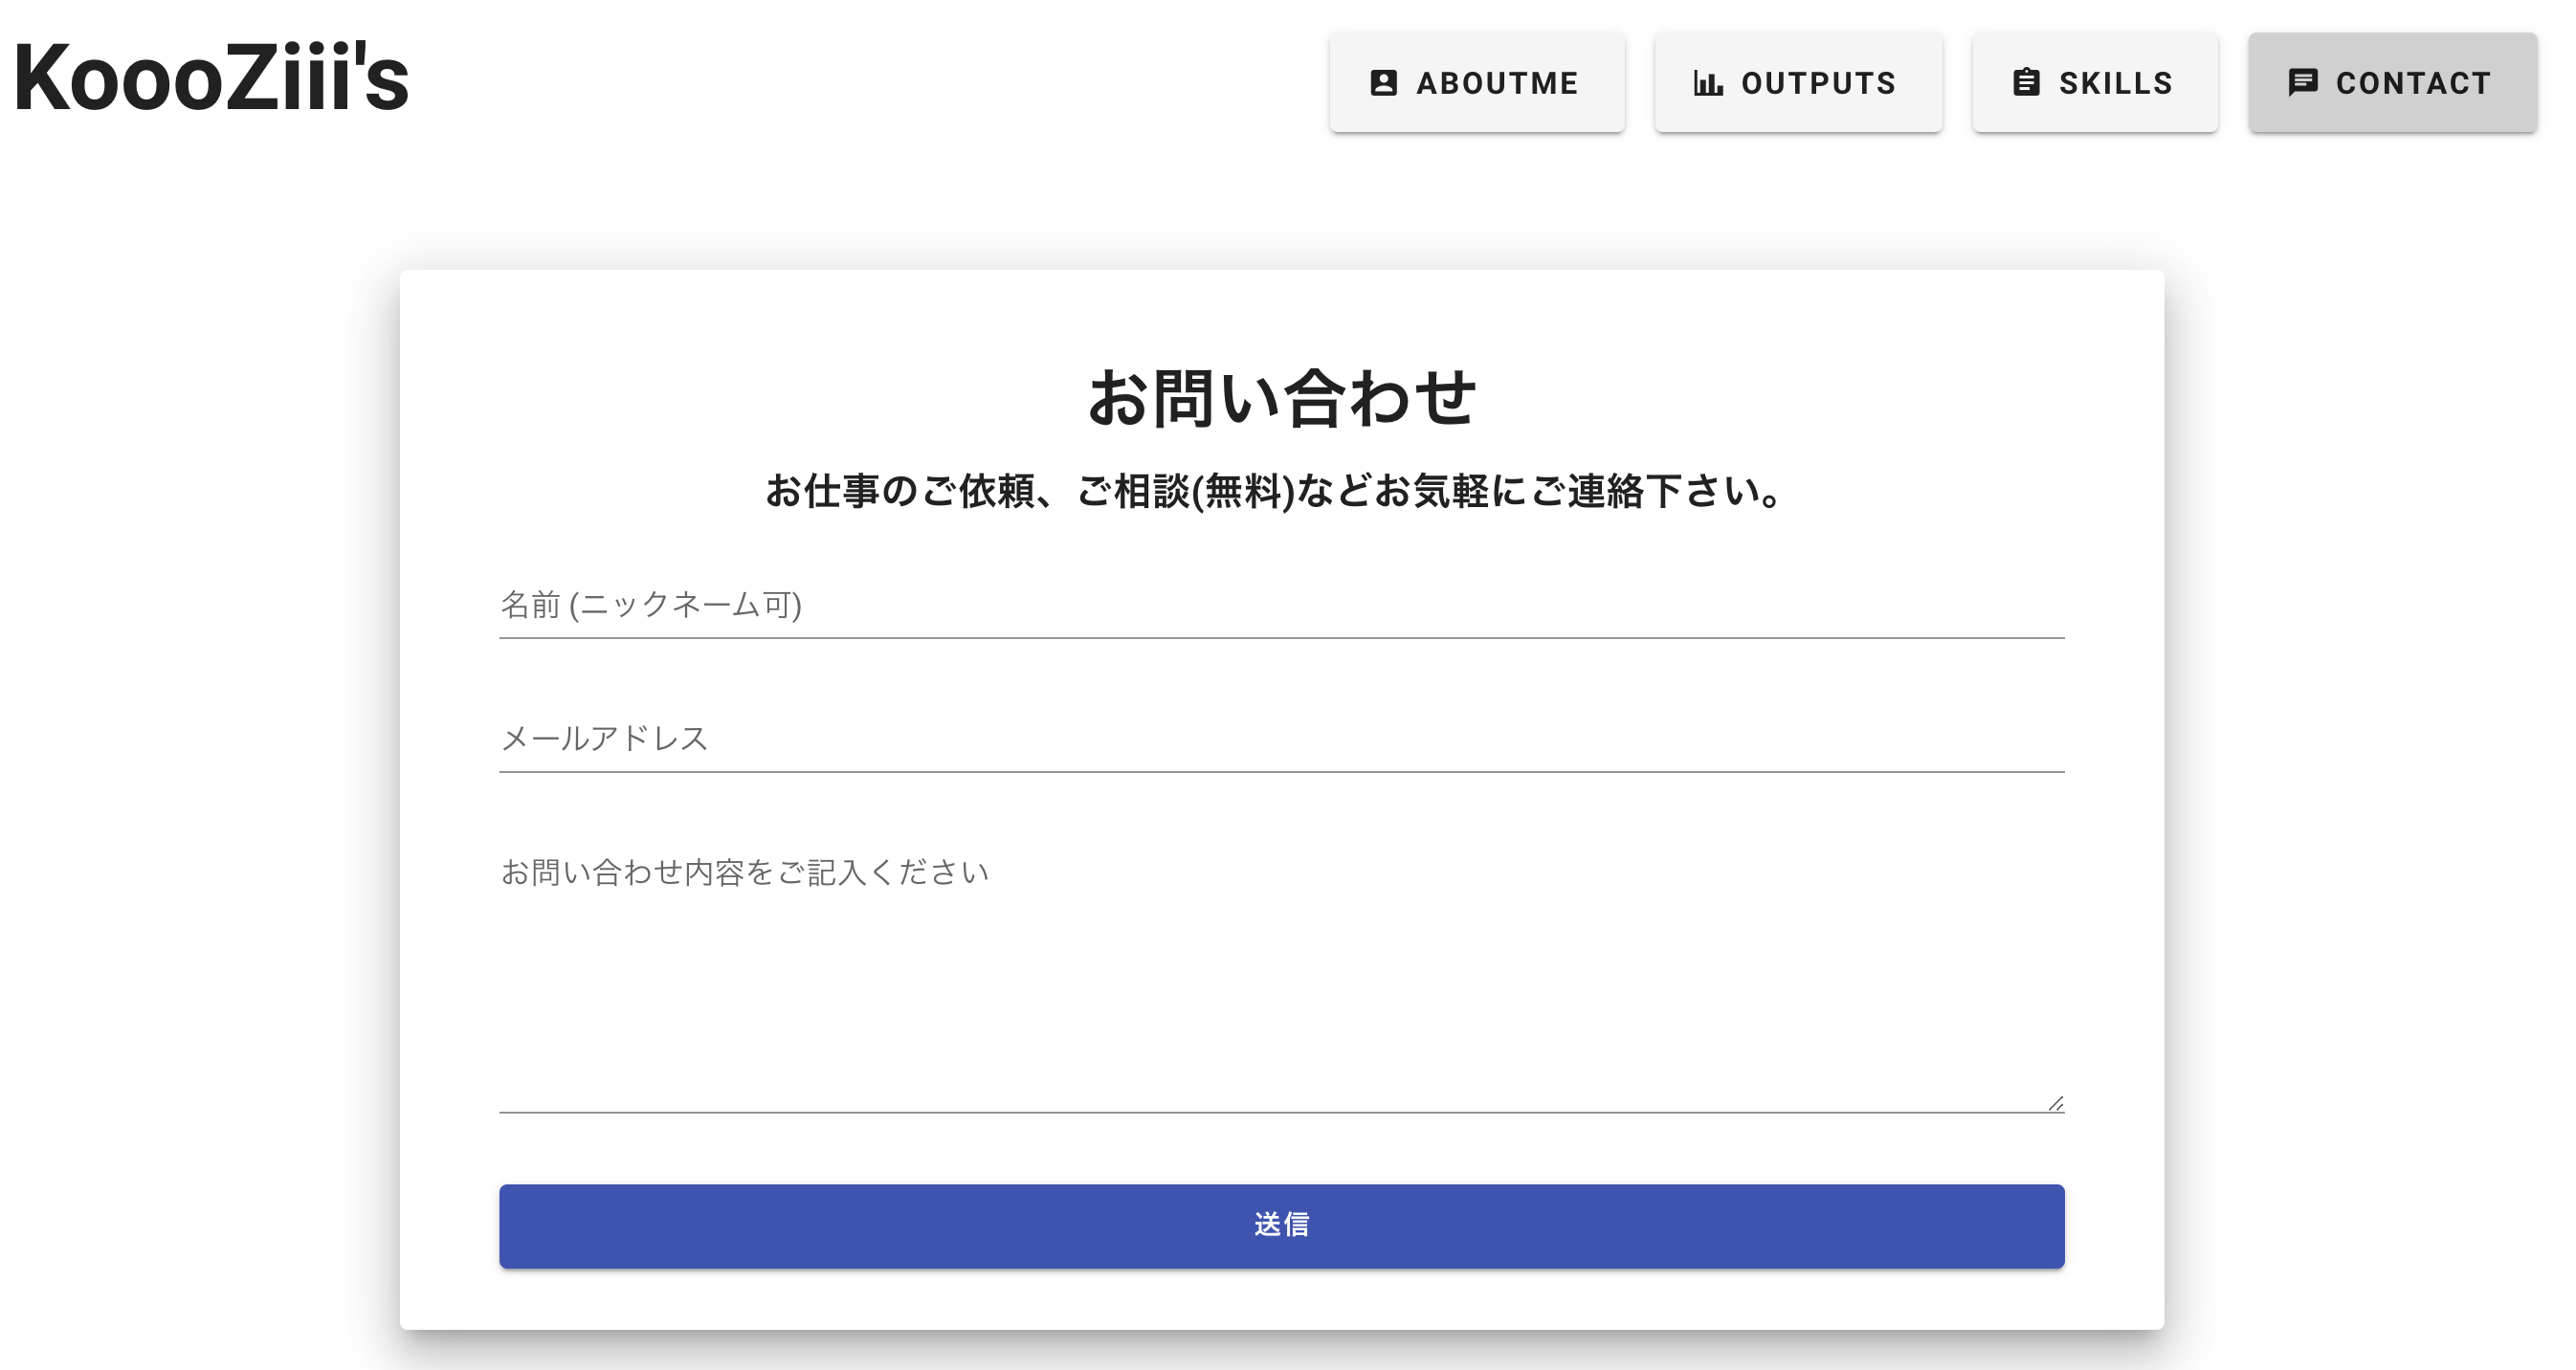 KoooZiii's
ABOUTME
OUTPUTS
SKILLS
CONTACT
お問い合わせ
お仕事のご依頼、ご相談(無料)などお気軽にご連絡下さい。
名前 (ニックネーム可)
メールアドレス
お問い合わせ内容をご記入ください
送信